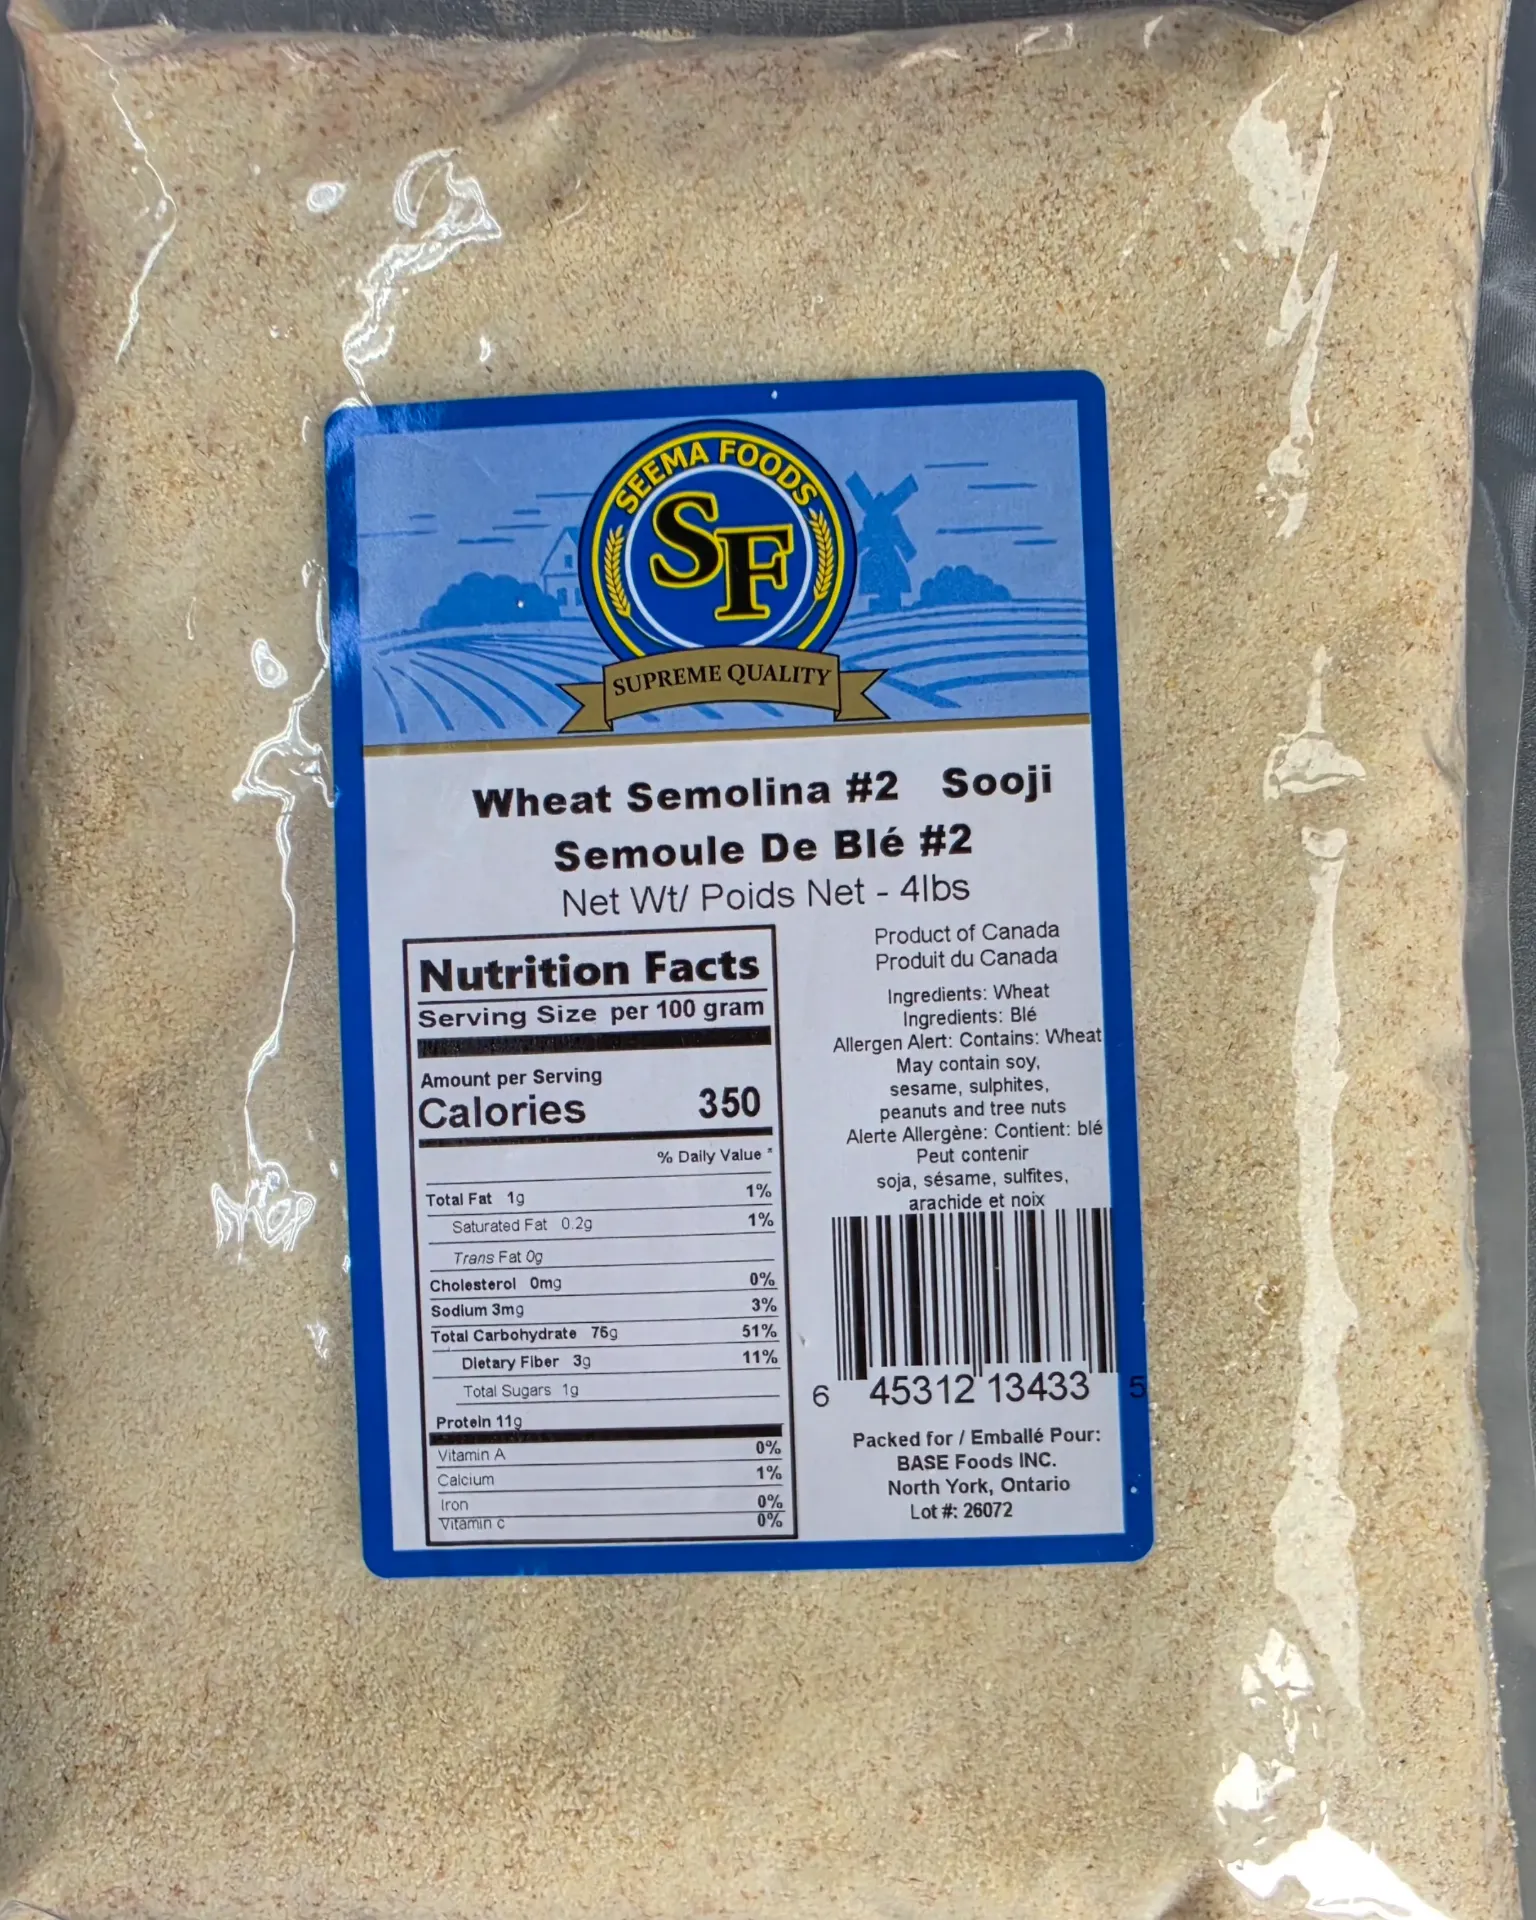 SEEMA FOODS
SF
SUPREME QUALITY
Wheat Semolina #2 Sooji
Semoule De Blé #2
Net Wt/ Poids Net - 4lbs
Nutrition Facts
Serving Size per 100 gram
Amount per Serving
Calories 350
% Daily Value *
Total Fat 1g 1%
Saturated Fat 0.2g 1%
Trans Fat 0g
Cholesterol 0mg 0%
Sodium 3mg 3%
Total Carbohydrate 76g 51%
Dietary Fiber 3g 11%
Total Sugars 1g
Protein 11g
Vitamin A 0%
Calcium 1%
Iron 0%
Vitamin c 0%
Product of Canada
Produit du Canada
Ingredients: Wheat
Ingredients: Blé
Allergen Alert: Contains: Wheat
May contain soy,
sesame, sulphites,
peanuts and tree nuts
Alerte Allergène: Contient: blé
Peut contenir
soja, sésame, sulfites,
arachide et noix
6 45312 13433 5
Packed for / Emballé Pour:
BASE Foods INC.
North York, Ontario
Lot #: 26072